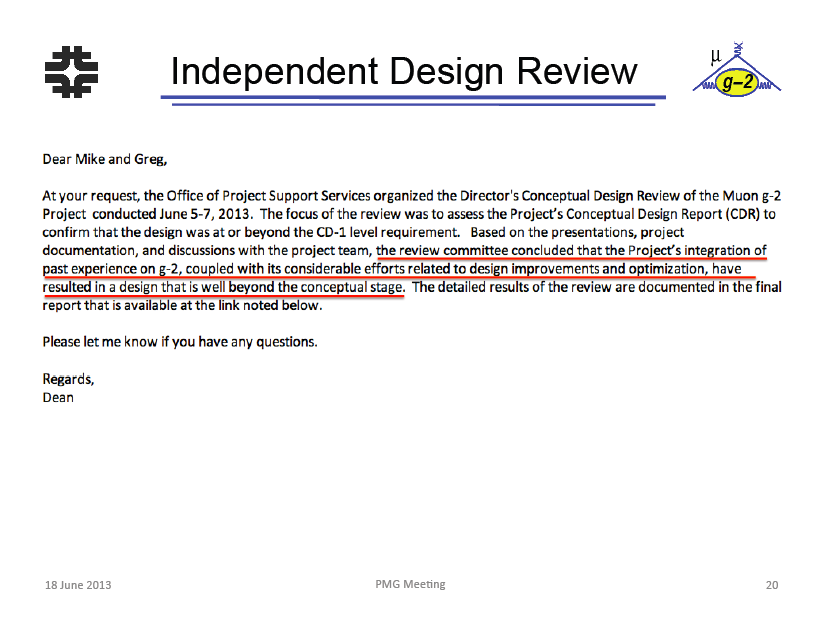 Independent Design Review
μ
g–2
Dear Mike and Greg,
At your request, the Office of Project Support Services organized the Director's Conceptual Design Review of the Muon g-2
Project  conducted June 5-7, 2013.  The focus of the review was to assess the Project's Conceptual Design Report (CDR) to
confirm that the design was at or beyond the CD-1 level requirement.   Based on the presentations, project
documentation, and discussions with the project team, the review committee concluded that the Project's integration of
past experience on g-2, coupled with its considerable efforts related to design improvements and optimization, have
resulted in a design that is well beyond the conceptual stage.  The detailed results of the review are documented in the final
report that is available at the link noted below.
Please let me know if you have any questions.
Regards,
Dean
18 June 2013
PMG Meeting
20